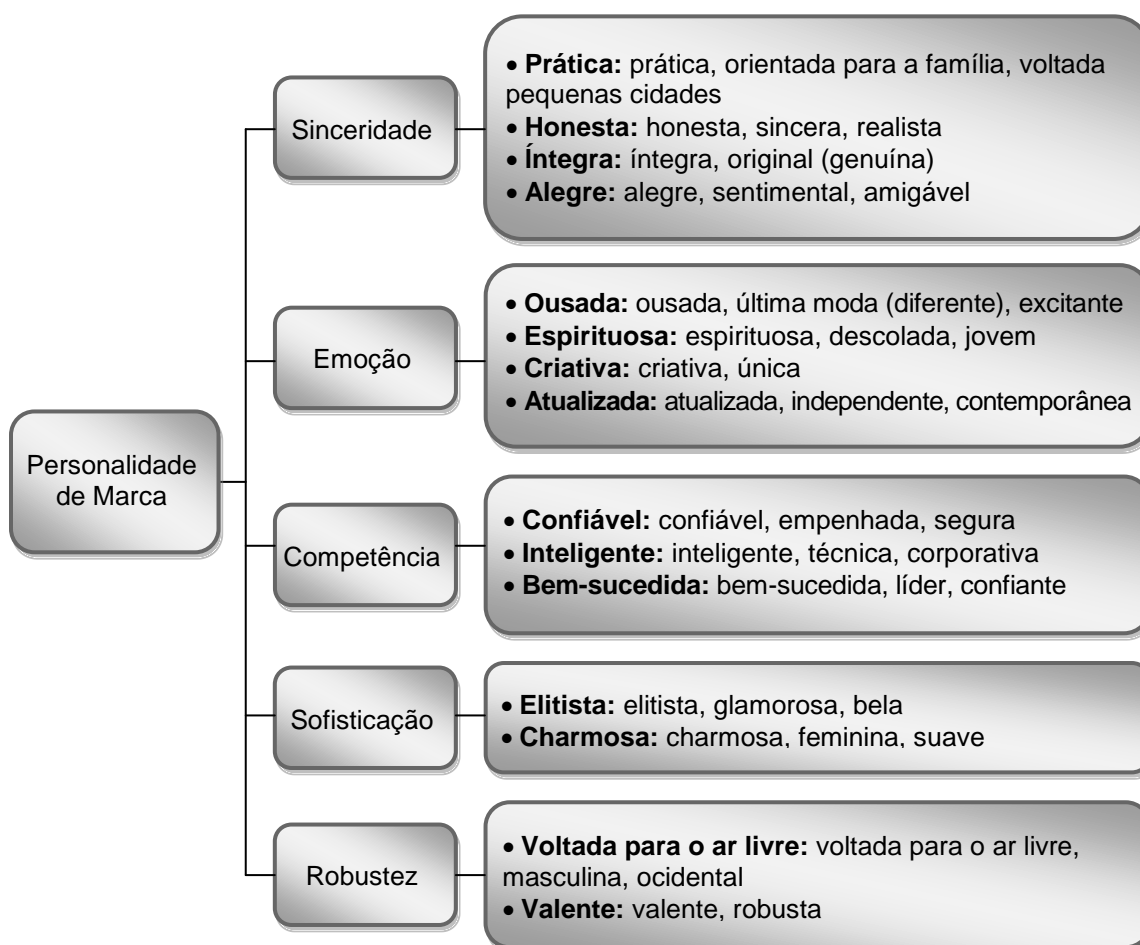 Personalidade
de Marca
Sinceridade
• Prática: prática, orientada para a família, voltada
pequenas cidades
• Honesta: honesta, sincera, realista
• Íntegra: íntegra, original (genuína)
• Alegre: alegre, sentimental, amigável
Emoção
• Ousada: ousada, última moda (diferente), excitante
• Espirituosa: espirituosa, descolada, jovem
• Criativa: criativa, única
• Atualizada: atualizada, independente, contemporânea
Competência
• Confiável: confiável, empenhada, segura
• Inteligente: inteligente, técnica, corporativa
• Bem-sucedida: bem-sucedida, líder, confiante
Sofisticação
• Elitista: elitista, glamorosa, bela
• Charmosa: charmosa, feminina, suave
Robustez
• Voltada para o ar livre: voltada para o ar livre,
masculina, ocidental
• Valente: valente, robusta